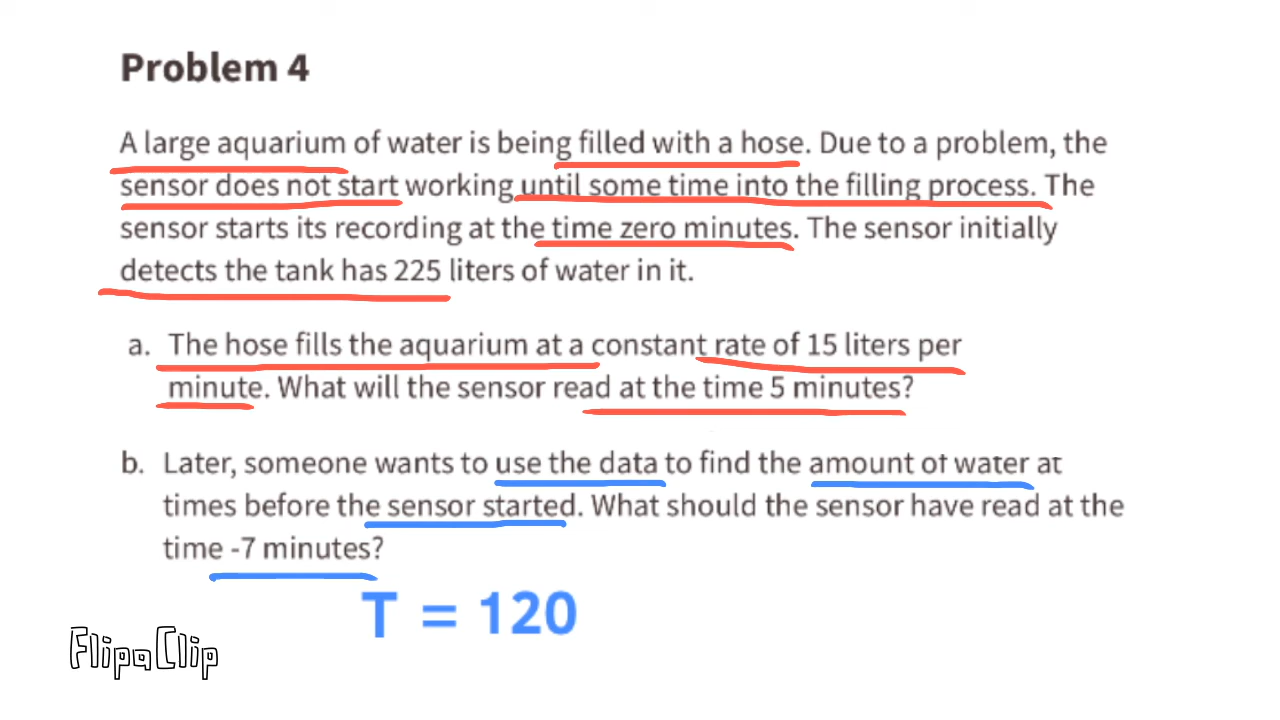 Problem 4
A large aquarium of water is being filled with a hose. Due to a problem, the
sensor does not start working until some time into the filling process. The
sensor starts its recording at the time zero minutes. The sensor initially
detects the tank has 225 liters of water in it.
a. The hose fills the aquarium at a constant rate of 15 liters per
minute. What will the sensor read at the time 5 minutes?
b. Later, someone wants to use the data to find the amount of water at
times before the sensor started. What should the sensor have read at the
time -7 minutes?
T = 120
FlipaClip